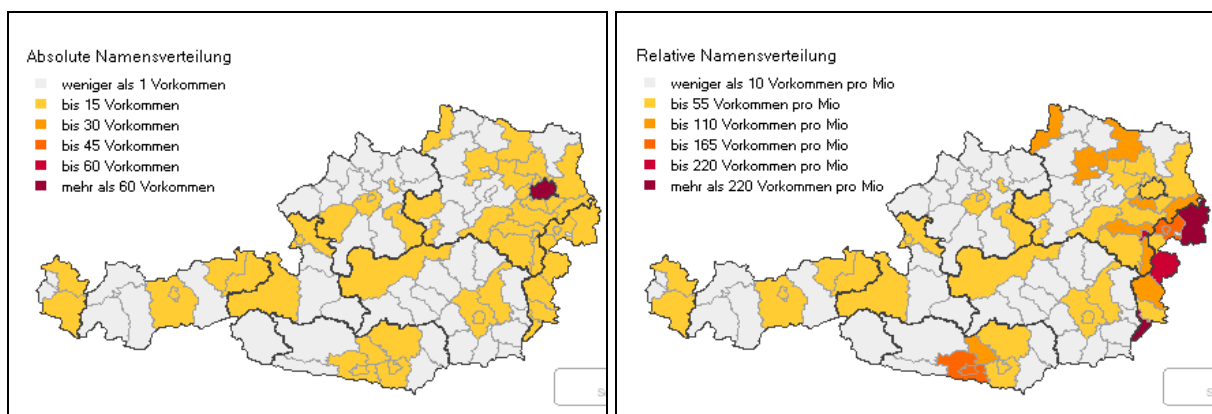 Absolute Namensverteilung
weniger als 1 Vorkommen
bis 15 Vorkommen
bis 30 Vorkommen
bis 45 Vorkommen
bis 60 Vorkommen
mehr als 60 Vorkommen
Relative Namensverteilung
weniger als 10 Vorkommen pro Mio
bis 55 Vorkommen pro Mio
bis 110 Vorkommen pro Mio
bis 165 Vorkommen pro Mio
bis 220 Vorkommen pro Mio
mehr als 220 Vorkommen pro Mio